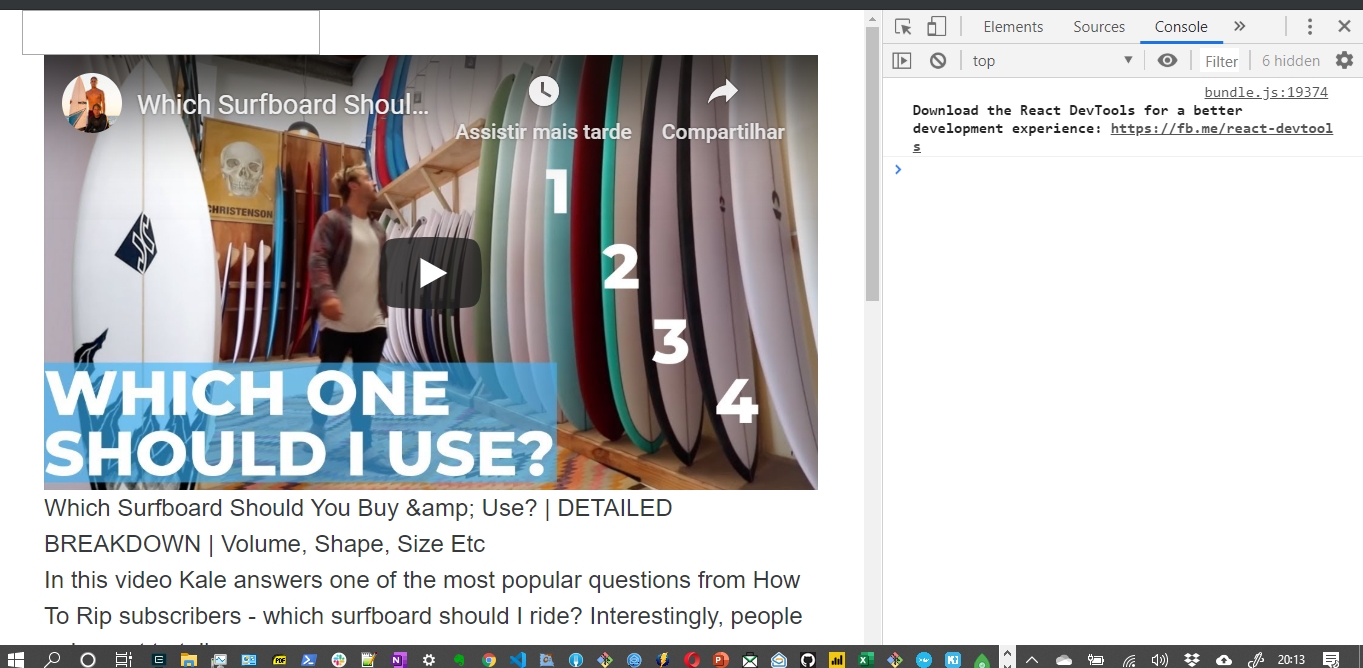 Elements Sources Console »
top Filter 6 hidden
bundle.js:19374
Download the React DevTools for a better
development experience: https://fb.me/react-devtool
s
Which Surfboard Shoul...
Assistir mais tarde Compartilhar
CHRISTENSON
1
2
3
4
WHICH ONE
SHOULD I USE?
Which Surfboard Should You Buy &amp; Use? | DETAILED
BREAKDOWN | Volume, Shape, Size Etc
In this video Kale answers one of the most popular questions from How
To Rip subscribers - which surfboard should I ride? Interestingly, people
20:13